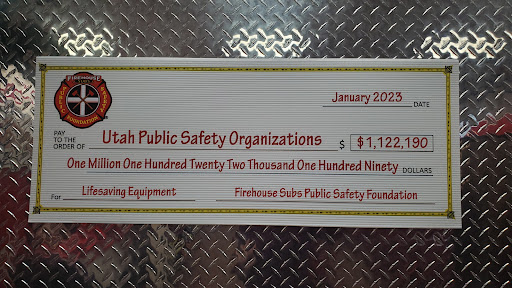 FIREHOUSE
SUBS
PUBLIC SAFETY
FOUNDATION
January 2023 DATE
PAY
TO THE
ORDER OF Utah Public Safety Organizations $ $1,122,190
One Million One Hundred Twenty Two Thousand One Hundred Ninety DOLLARS
For Lifesaving Equipment Firehouse Subs Public Safety Foundation